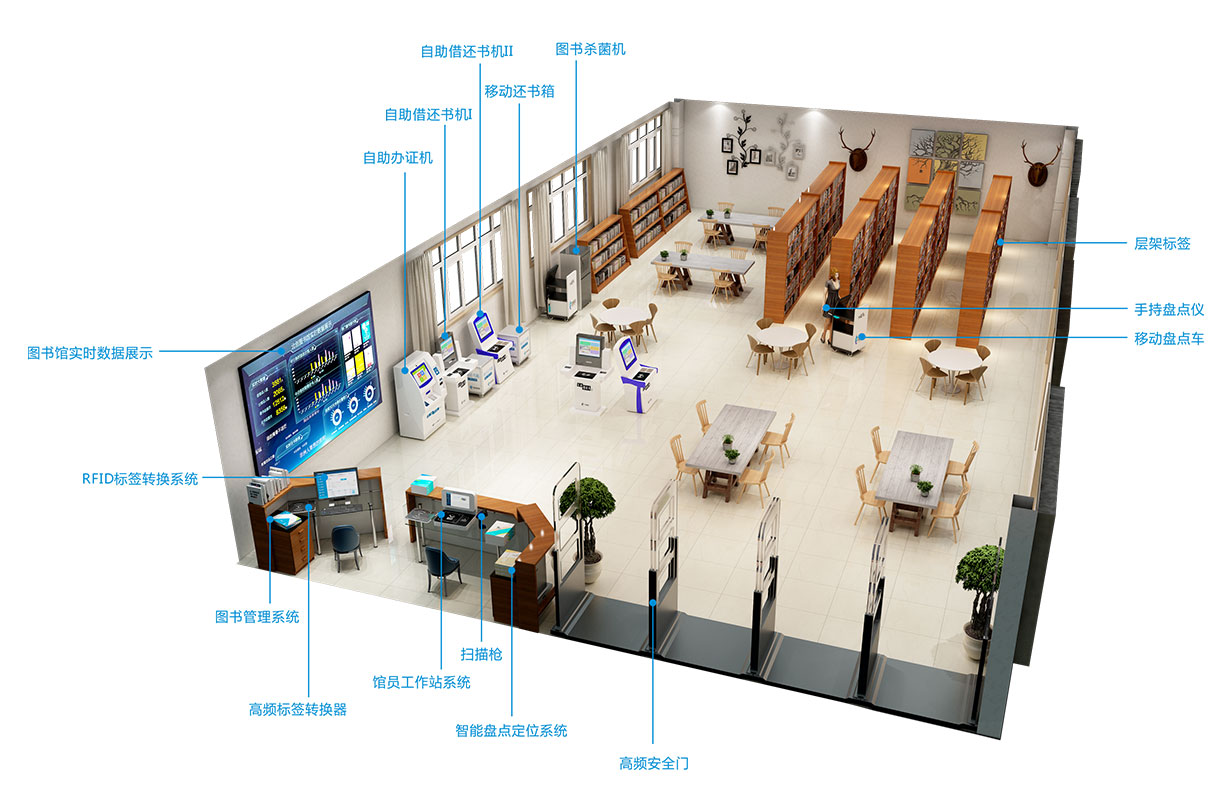 自助借还书机II
图书杀菌机
移动还书箱
自助借还书机I
自助办证机
层架标签
手持盘点仪
移动盘点车
图书馆实时数据展示
RFID标签转换系统
图书管理系统
扫描枪
馆员工作站系统
高频标签转换器
智能盘点定位系统
高频安全门